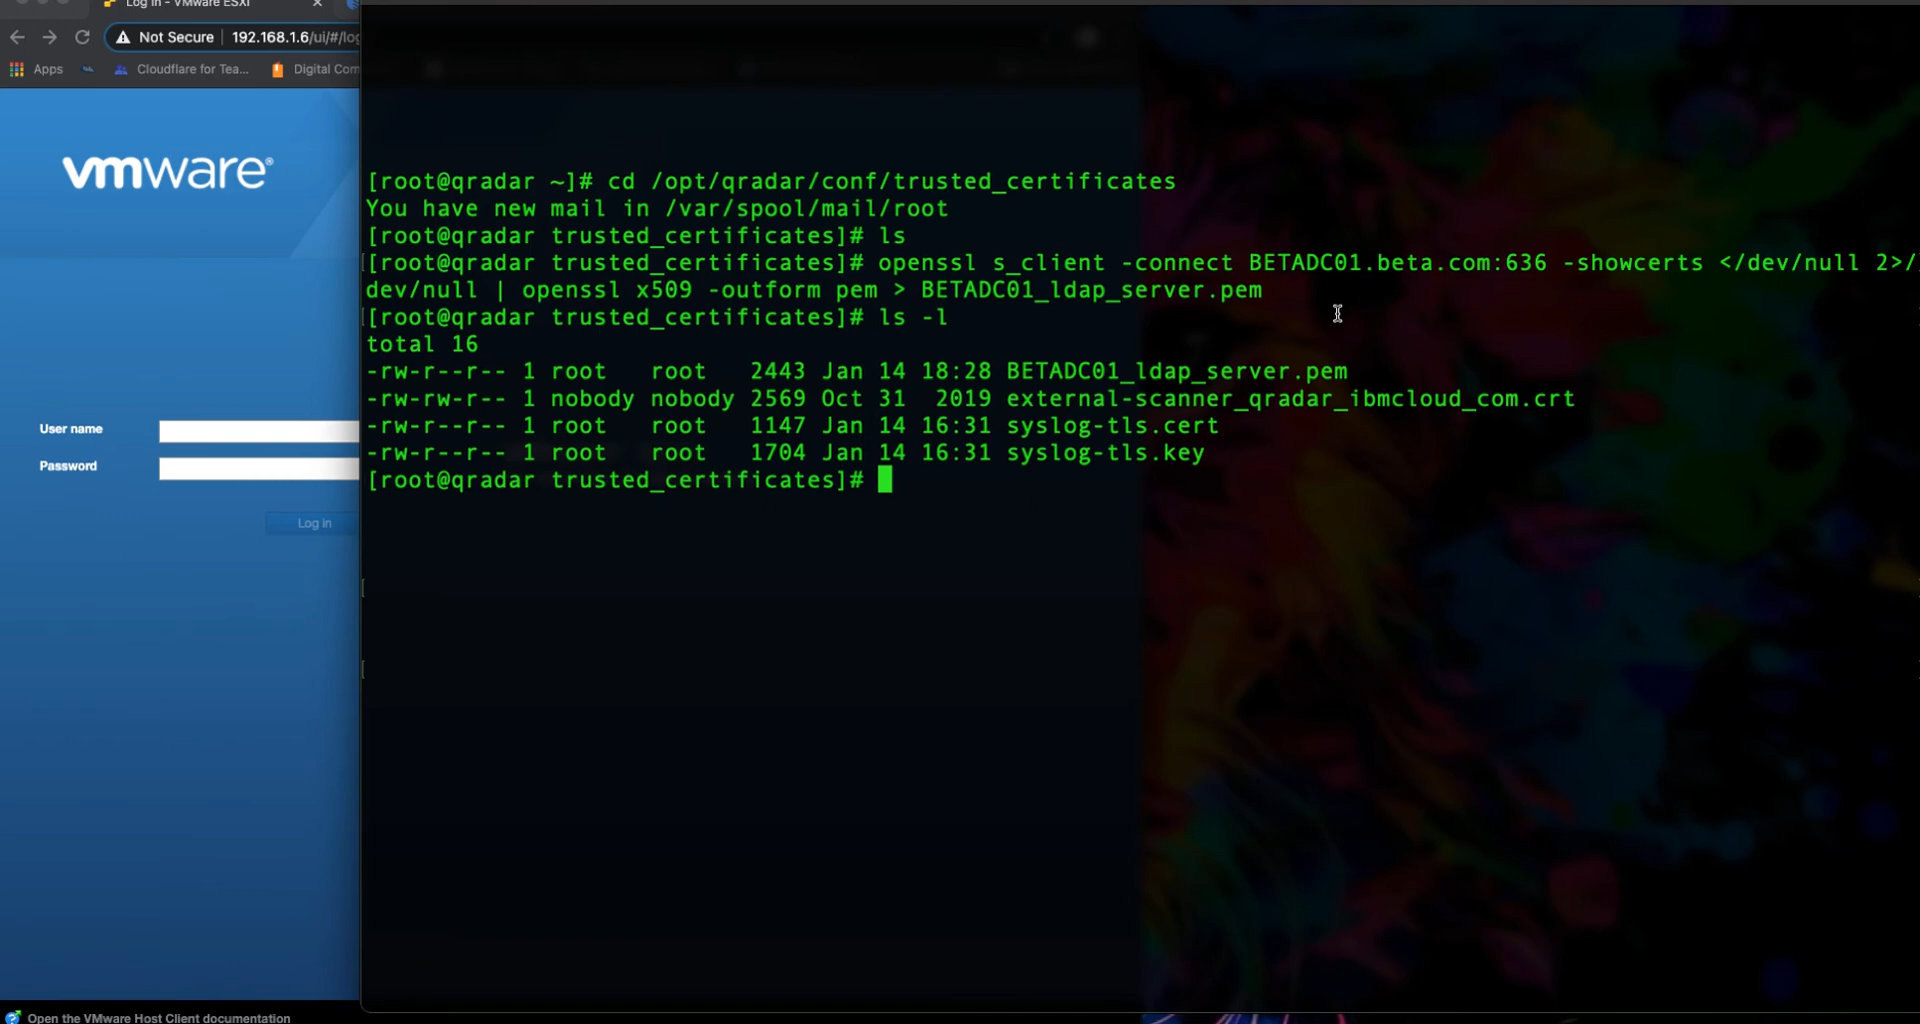 Log In - VMware ESXi
Not Secure | 192.168.1.6/ui/#/log
Apps
Cloudflare for Tea...
Digital Com
vmware®
User name
Password
Log in
Open the VMware Host Client documentation
[root@qradar ~]# cd /opt/qradar/conf/trusted_certificates
You have new mail in /var/spool/mail/root
[root@qradar trusted_certificates]# ls
[[root@qradar trusted_certificates]# openssl s_client -connect BETADC01.beta.com:636 -showcerts </dev/null 2>/
dev/null | openssl x509 -outform pem > BETADC01_ldap_server.pem
[[root@qradar trusted_certificates]# ls -l
total 16
-rw-r--r-- 1 root   root   2443 Jan 14 18:28 BETADC01_ldap_server.pem
-rw-rw-r-- 1 nobody nobody 2569 Oct 31  2019 external-scanner_qradar_ibmcloud_com.crt
-rw-r--r-- 1 root   root   1147 Jan 14 16:31 syslog-tls.cert
-rw-r--r-- 1 root   root   1704 Jan 14 16:31 syslog-tls.key
[root@qradar trusted_certificates]#